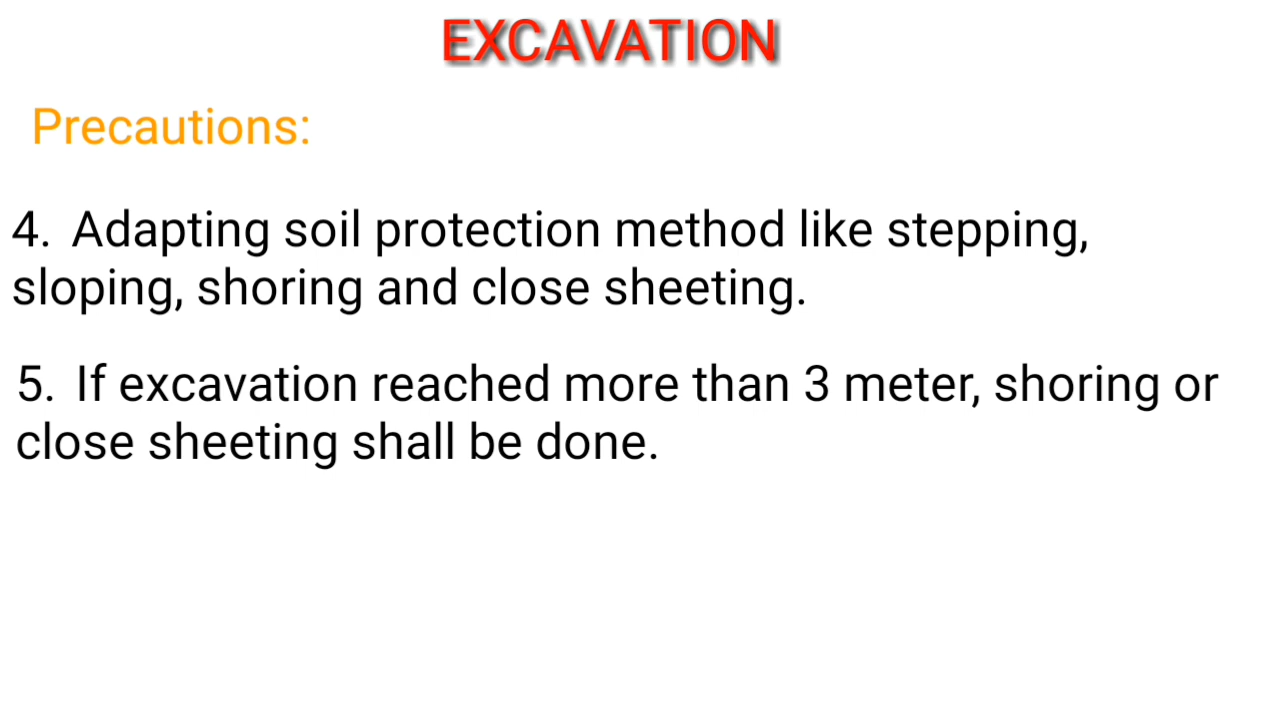 EXCAVATION
Precautions:
4. Adapting soil protection method like stepping,
sloping, shoring and close sheeting.
5. If excavation reached more than 3 meter, shoring or
close sheeting shall be done.